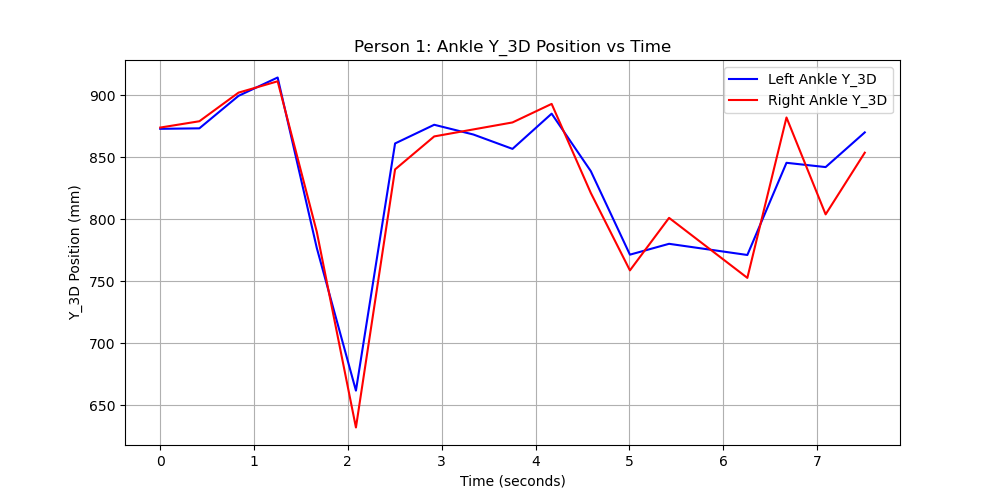 Person 1: Ankle Y_3D Position vs Time
Left Ankle Y_3D
Right Ankle Y_3D
Y_3D Position (mm)
900
850
800
750
700
650
0 1 2 3 4 5 6 7
Time (seconds)